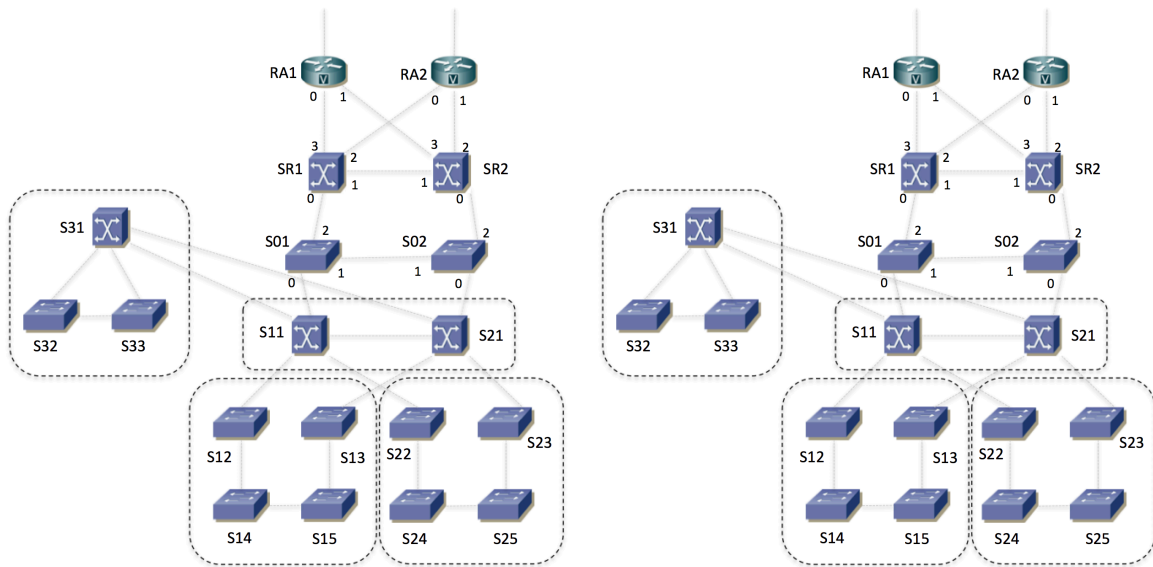 RA1 RA2 RA1 RA2
0 1 0 1 0 1 0 1
3 2 3 2 3 2 3 2
SR1 1 1 SR2 SR1 1 1 SR2
0 0 0 0
S31 S01 2 S02 2 S31 S01 2 S02 2
1 1 1 1
0 0 0 0
S32 S33 S11 S21 S32 S33 S11 S21
S12 S13 S22 S23 S12 S13 S22 S23
S14 S15 S24 S25 S14 S15 S24 S25
V V V V